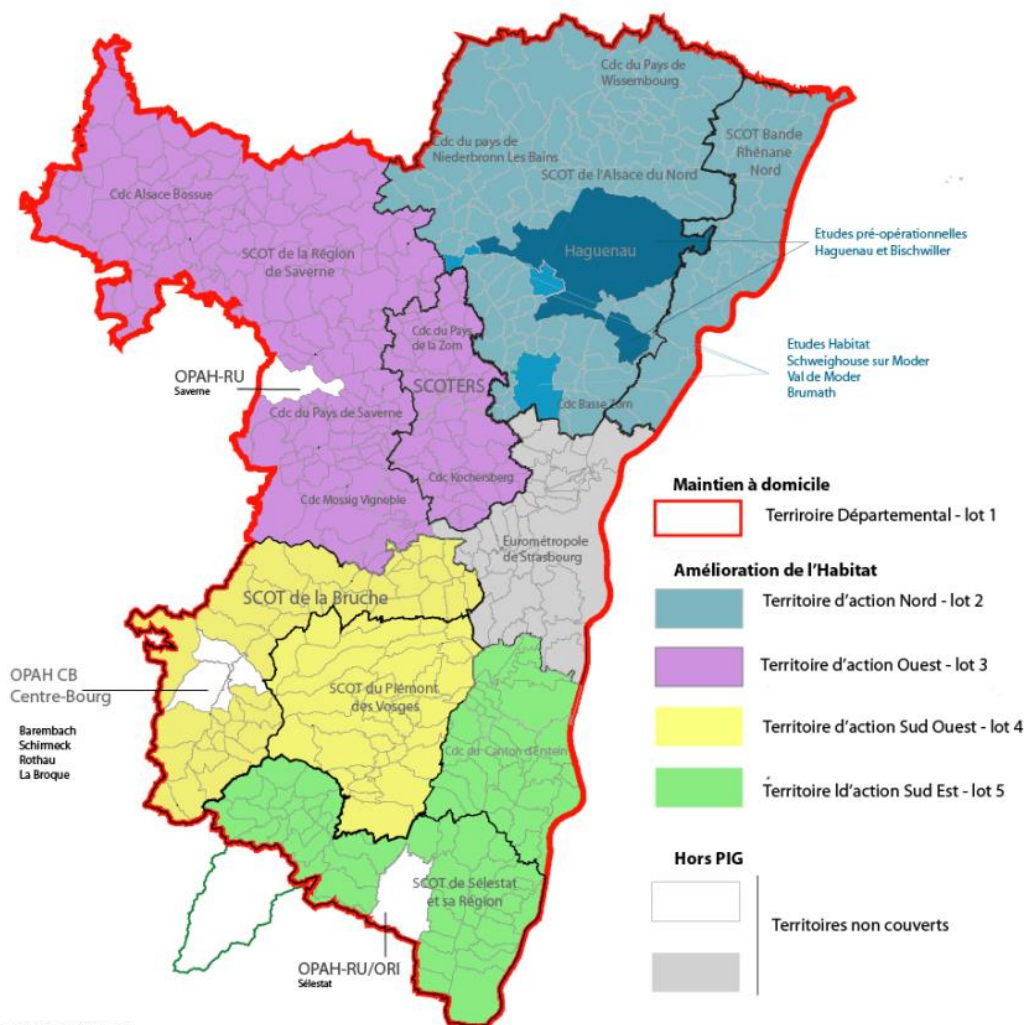 Cdc du Pays de
Wissembourg
SCOT Bande
Rhénane
Nord
Cdc du pays de
Niederbronn Les Bains
SCOT de l'Alsace du Nord
Cdc Alsace Bossue
SCOT de la Région
de Saverne
Haguenau
Etudes pré-opérationnelles
Haguenau et Bischwiller
Cdc du Pays
de la Zorn
Etudes Habitat
Schweighouse sur Moder
Val de Moder
Brumath
OPAH-RU
Saverne
SCOTERS
Cdc du Pays de Saverne
Cdc Basse Zorn
Cdc Kochersberg
Cdc Mossig Vignoble
Maintien à domicile
Terriroire Départemental - lot 1
Eurométropole
de Strasbourg
Amélioration de l'Habitat
Territoire d'action Nord - lot 2
SCOT de la Bruche
Territoire d'action Ouest - lot 3
OPAH CB
Centre-Bourg
SCOT du Piémont
des Vosges
Barembach
Schirmeck
Rothau
La Broque
Territoire d'action Sud Ouest - lot 4
Cdc du Canton d'Erstein
Territoire ld'action Sud Est - lot 5
Hors PIG
SCOT de Sélestat
et sa Région
Territoires non couverts
OPAH-RU/ORI
Sélestat